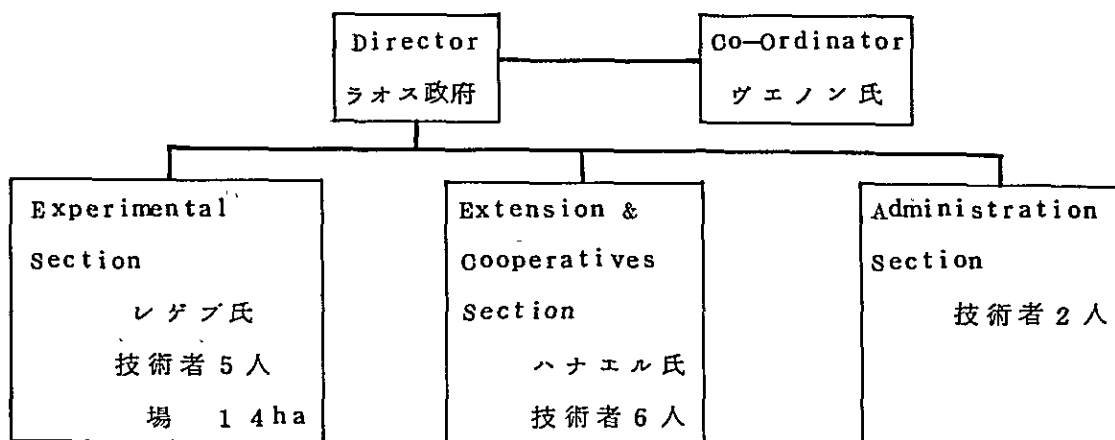 Director
ラオス政府
Co-Ordinator
ヴエノン氏
Experimental
Section
レゲブ氏
技術者5人
場 14ha
Extension &
Cooperatives
Section
ハナエル氏
技術者6人
Administration
Section
技術者2人